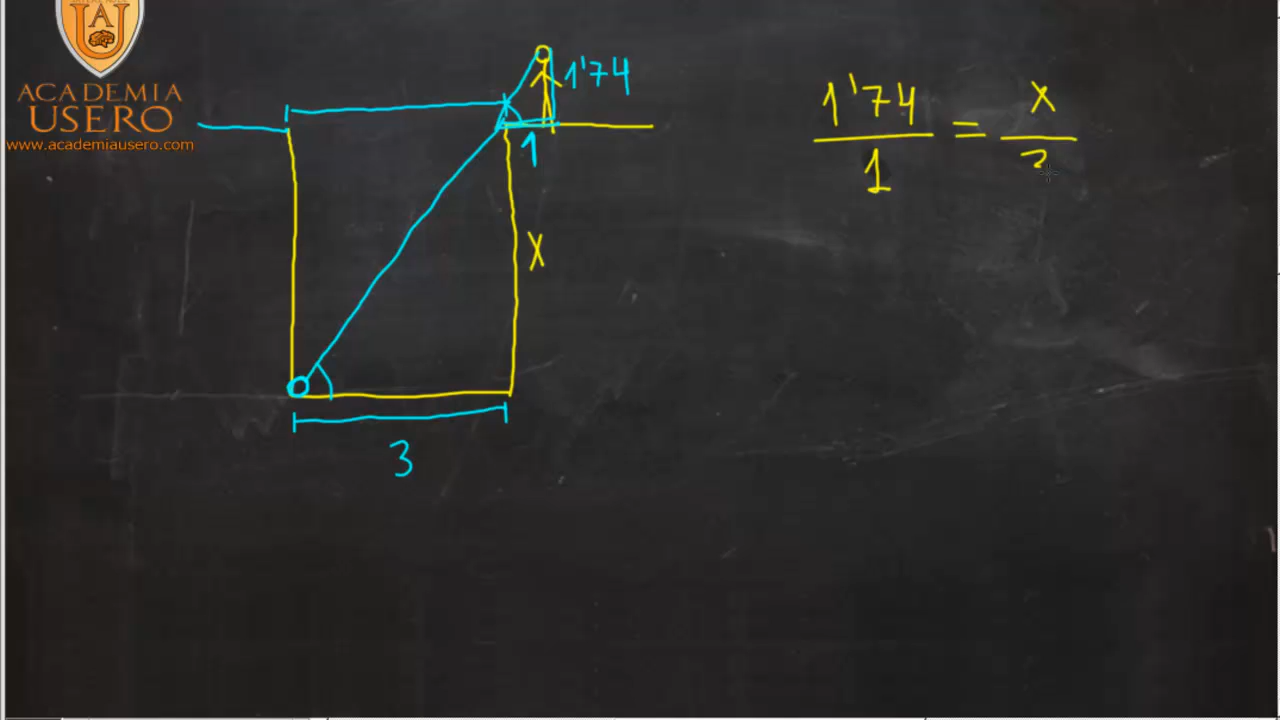 A
U
ACADEMIA
USERO
www.academiausero.com
1'74
1
X
3
1'74 / 1 = x /